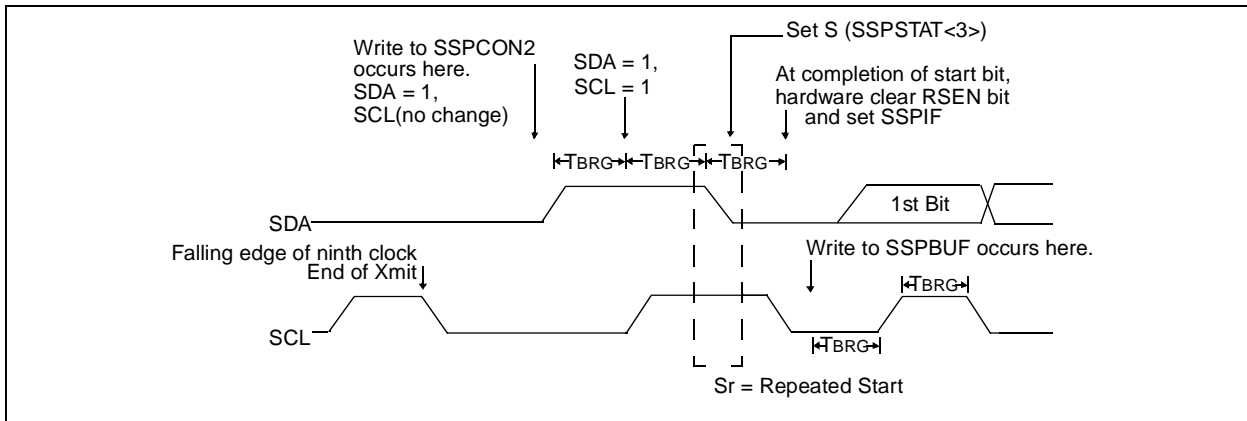 Set S (SSPSTAT<3>)
Write to SSPCON2
occurs here.
SDA = 1,
SCL(no change)
SDA = 1,
SCL = 1
At completion of start bit,
hardware clear RSEN bit
and set SSPIF
TBRG TBRG TBRG
SDA
1st Bit
Falling edge of ninth clock
End of Xmit
Write to SSPBUF occurs here.
TBRG
SCL
TBRG
Sr = Repeated Start